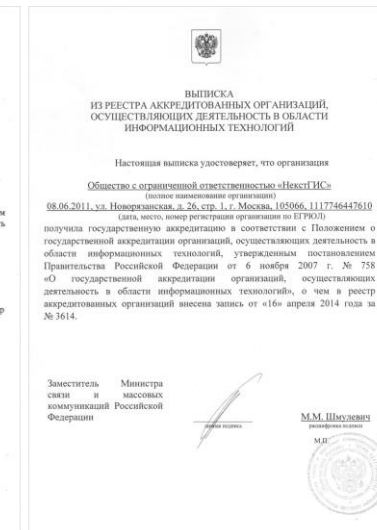 ВЫПИСКА
ИЗ РЕЕСТРА АККРЕДИТОВАННЫХ ОРГАНИЗАЦИЙ,
ОСУЩЕСТВЛЯЮЩИХ ДЕЯТЕЛЬНОСТЬ В ОБЛАСТИ
ИНФОРМАЦИОННЫХ ТЕХНОЛОГИЙ
Настоящая выписка удостоверяет, что организация
Общество с ограниченной ответственностью «НекстГИС»
(полное наименование организации)
08.06.2011, ул. Новорязанская, д. 26, стр. 1, г. Москва, 105066, 1117746447610
(дата, место, номер регистрации организации по ЕГРЮЛ)
получила государственную аккредитацию в соответствии с Положением о
государственной аккредитации организаций, осуществляющих деятельность в
области информационных технологий, утвержденным постановлением
Правительства Российской Федерации от 6 ноября 2007 г. № 758
«О государственной аккредитации организаций, осуществляющих
деятельность в области информационных технологий», о чем в реестр
аккредитованных организаций внесена запись от «16» апреля 2014 года за
№ 3614.
Заместитель Министра
связи и массовых
коммуникаций Российской
Федерации
личная подпись
М.М. Шмулевич
расшифровка подписи
М.П.